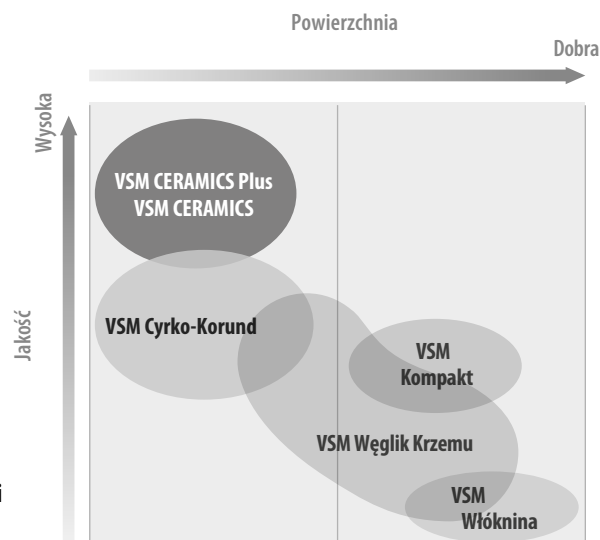 Powierzchnia
Dobra
Wysoka
Jakość
VSM CERAMICS Plus
VSM CERAMICS
VSM Cyrko-Korund
VSM
Kompakt
VSM Węglik Krzemu
VSM
Włóknina
i